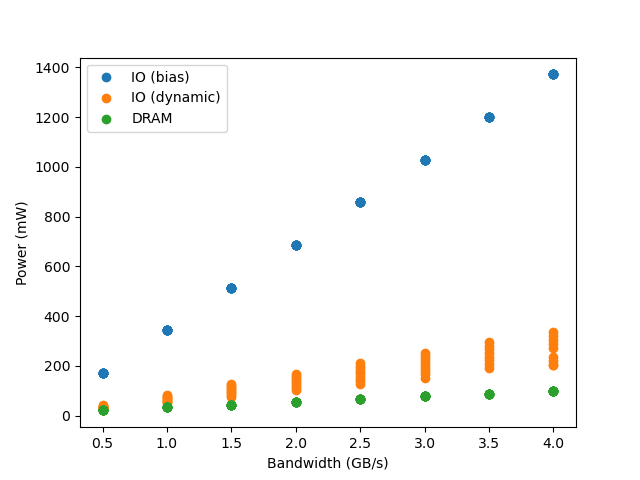 IO (bias)
IO (dynamic)
DRAM
Power (mW)
1400
1200
1000
800
600
400
200
0
0.5 1.0 1.5 2.0 2.5 3.0 3.5 4.0
Bandwidth (GB/s)